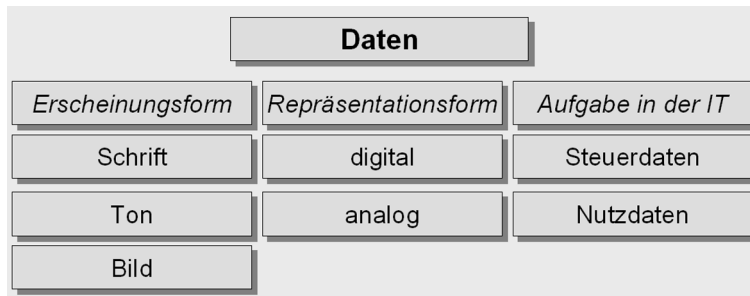 Daten
Erscheinungsform
Repräsentationsform
Aufgabe in der IT
Schrift
digital
Steuerdaten
Ton
analog
Nutzdaten
Bild